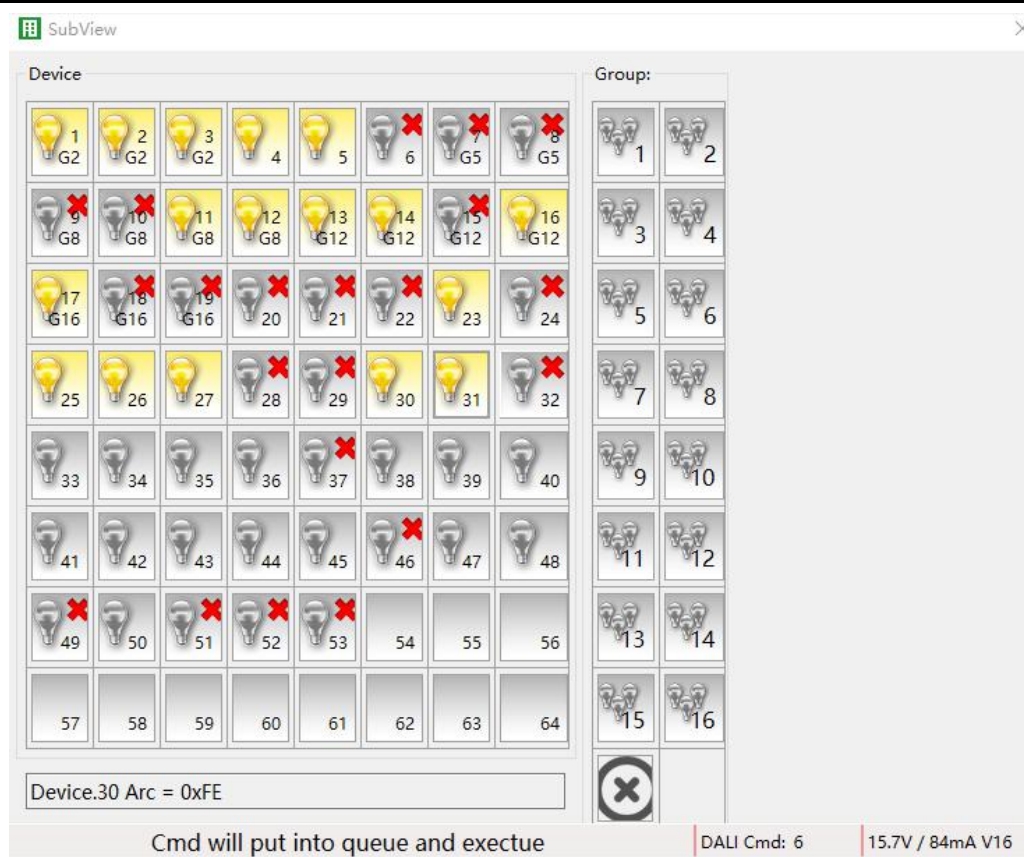 SubView
Device
Group:
1 G2 2 G2 3 G2 4 5 6 7 G5 8 G5
9 G8 10 G8 11 G8 12 G8 13 G12 14 G12 15 G12 16 G12
17 G16 18 G16 19 G16 20 21 22 23 24
25 26 27 28 29 30 31 32
33 34 35 36 37 38 39 40
41 42 43 44 45 46 47 48
49 50 51 52 53 54 55 56
57 58 59 60 61 62 63 64
1 2
3 4
5 6
7 8
9 10
11 12
13 14
15 16
Device.30 Arc = 0xFE
Cmd will put into queue and exectue
DALI Cmd: 6
15.7V / 84mA V16